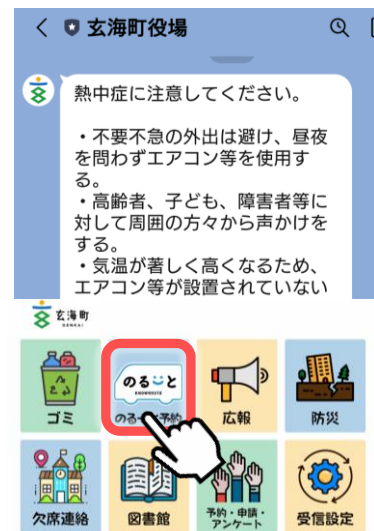 玄海町役場
熱中症に注意してください。
・不要不急の外出は避け、昼夜
を問わずエアコン等を使用す
る。
・高齢者、子ども、障害者等に
対して周囲の方々から声かけを
する。
・気温が著しく高くなるため、
エアコン等が設置されていない
玄海町
GENKAI
のるーと
KNOWROUTE
ゴミ
のるーと予約
広報
防災
欠席連絡
図書館
予約・申請・
アンケート
受信設定